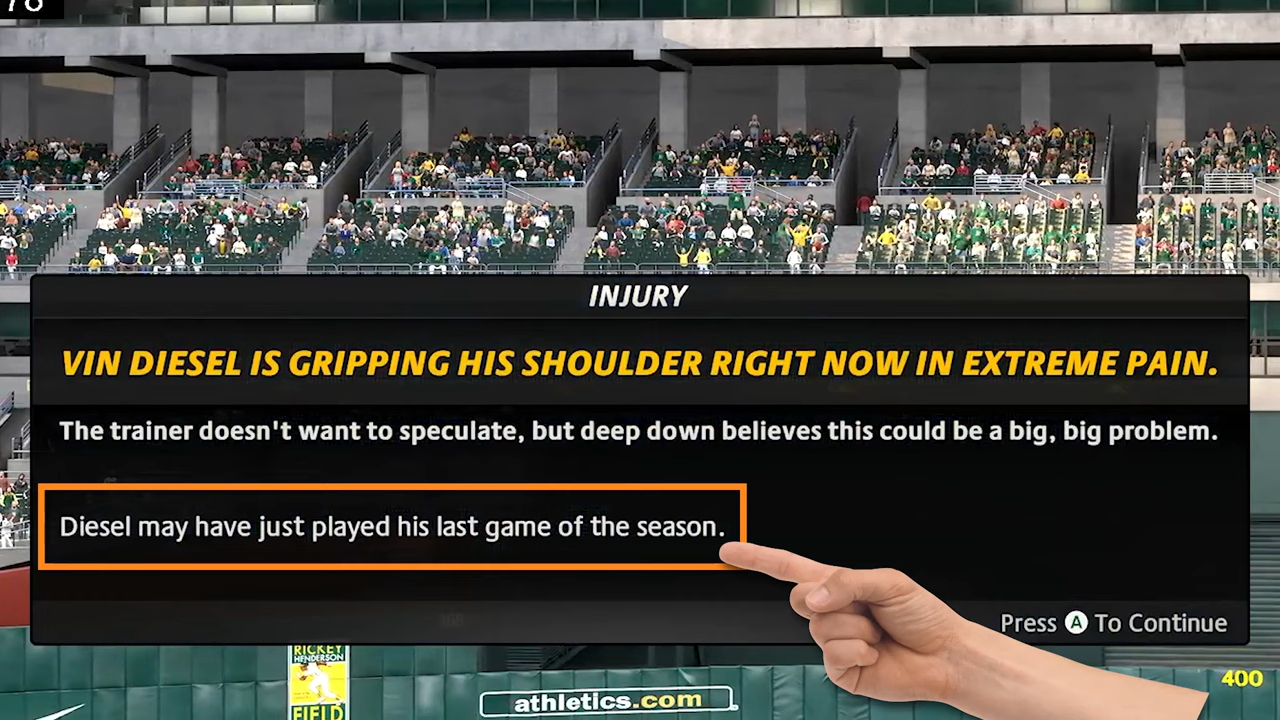 78
INJURY
VIN DIESEL IS GRIPPING HIS SHOULDER RIGHT NOW IN EXTREME PAIN.
The trainer doesn't want to speculate, but deep down believes this could be a big, big problem.
Diesel may have just played his last game of the season.
Press A To Continue
RICKEY
HENDERSON
FIELD
athletics.com
400